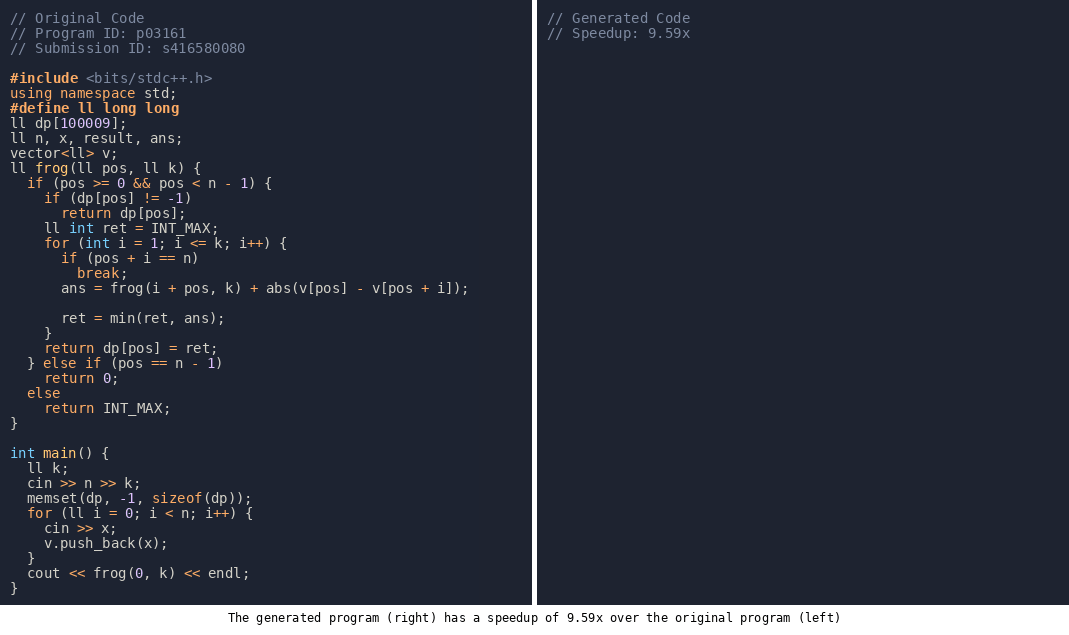 // Original Code
// Program ID: p03161
// Submission ID: s416580080

#include <bits/stdc++.h>
using namespace std;
#define ll long long
ll dp[100009];
ll n, x, result, ans;
vector<ll> v;
ll frog(ll pos, ll k) {
  if (pos >= 0 && pos < n - 1) {
    if (dp[pos] != -1)
      return dp[pos];
    ll int ret = INT_MAX;
    for (int i = 1; i <= k; i++) {
      if (pos + i == n)
        break;
      ans = frog(i + pos, k) + abs(v[pos] - v[pos + i]);

      ret = min(ret, ans);
    }
    return dp[pos] = ret;
  } else if (pos == n - 1)
    return 0;
  else
    return INT_MAX;
}

int main() {
  ll k;
  cin >> n >> k;
  memset(dp, -1, sizeof(dp));
  for (ll i = 0; i < n; i++) {
    cin >> x;
    v.push_back(x);
  }
  cout << frog(0, k) << endl;
}
// Generated Code
// Speedup: 9.59x
The generated program (right) has a speedup of 9.59x over the original program (left)